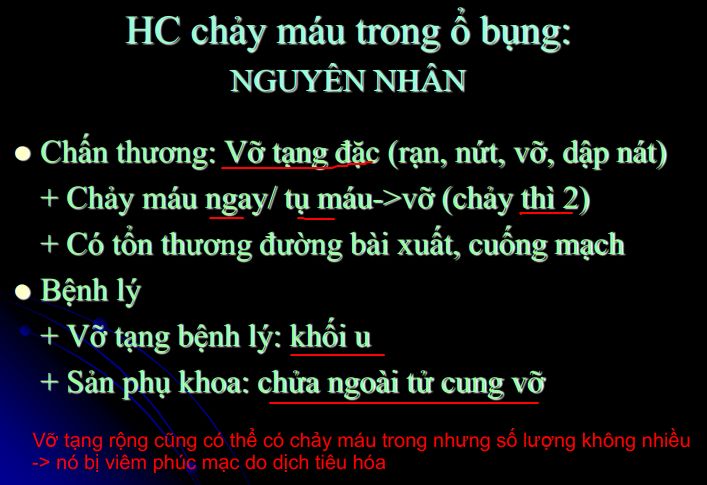 HC chảy máu trong ổ bụng:
NGUYÊN NHÂN
Chấn thương: Vỡ tạng đặc (rạn, nứt, vỡ, dập nát)
+ Chảy máu ngay/ tụ máu->vỡ (chảy thì 2)
+ Có tổn thương đường bài xuất, cuống mạch
Bệnh lý
+ Vỡ tạng bệnh lý: khối u
+ Sản phụ khoa: chửa ngoài tử cung vỡ
Vỡ tạng rộng cũng có thể có chảy máu trong nhưng số lượng không nhiều
-> nó bị viêm phúc mạc do dịch tiêu hóa